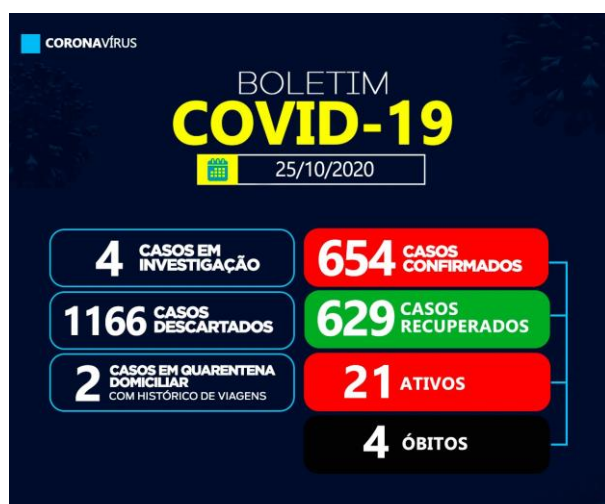 CORONAVÍRUS
BOLETIM
COVID-19
25/10/2020
4 CASOS EM
INVESTIGAÇÃO
1166 CASOS
DESCARTADOS
2 CASOS EM QUARENTENA
DOMICILIAR
COM HISTÓRICO DE VIAGENS
654 CASOS
CONFIRMADOS
629 CASOS
RECUPERADOS
21 ATIVOS
4 ÓBITOS